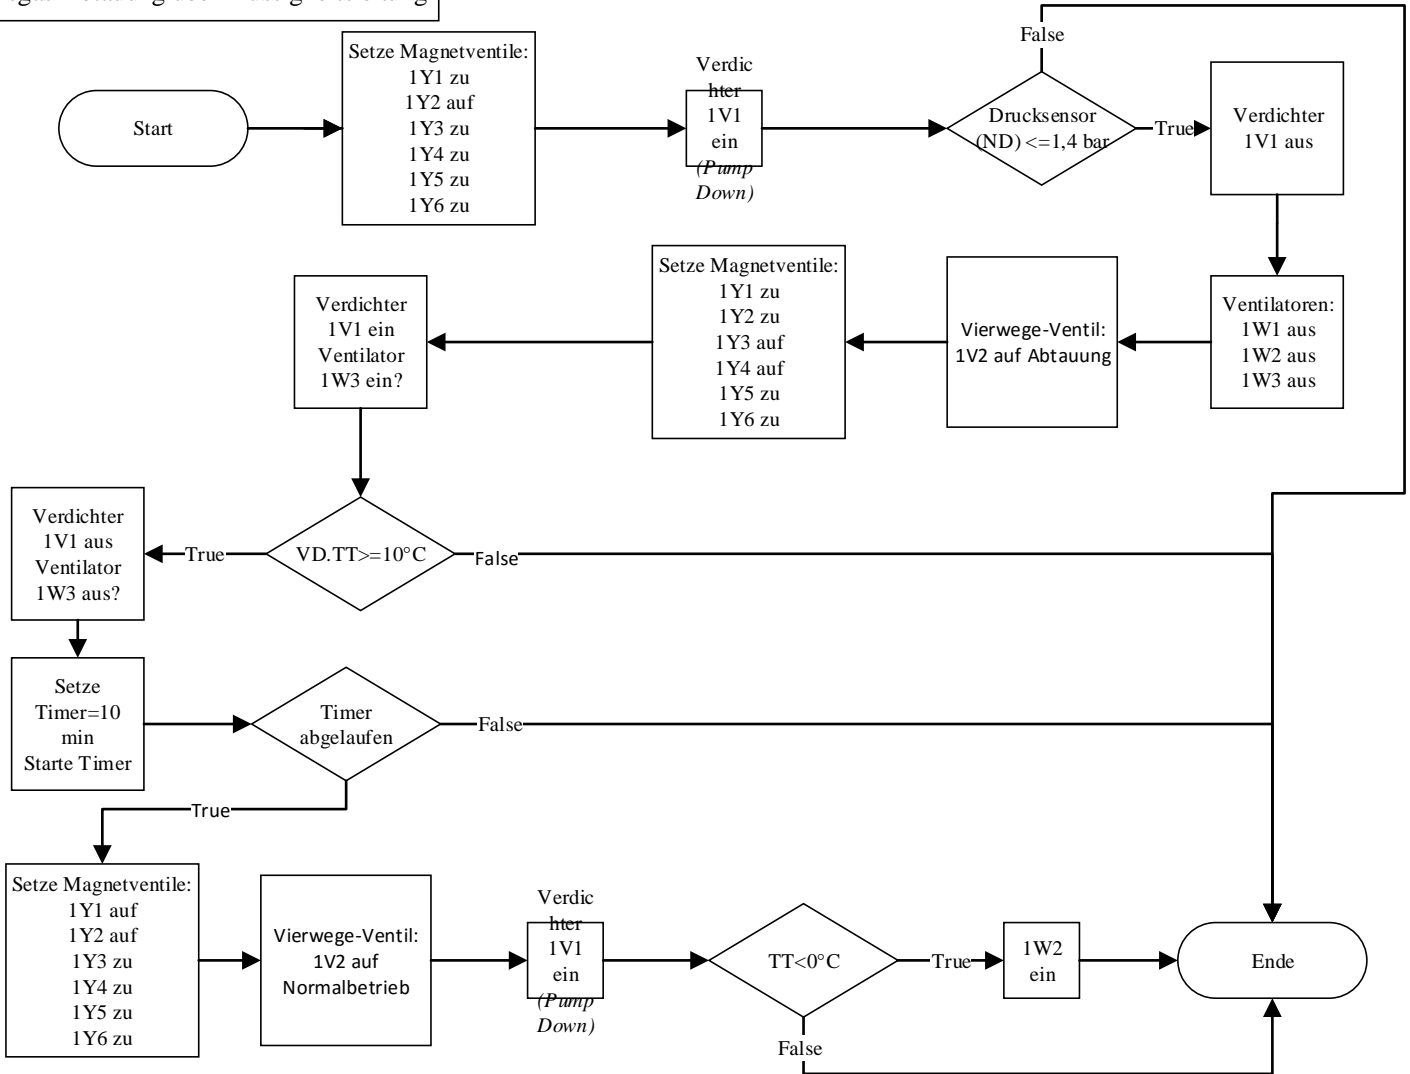 Start
Setze Magnetventile:
1Y1 zu
1Y2 auf
1Y3 zu
1Y4 zu
1Y5 zu
1Y6 zu
Verdic
hter
1V1
ein
(Pump
Down)
False
Drucksensor
(ND) <=1,4 bar
True
Verdichter
1V1 aus
Verdichter
1V1 ein
Ventilator
1W3 ein?
Setze Magnetventile:
1Y1 zu
1Y2 zu
1Y3 auf
1Y4 auf
1Y5 zu
1Y6 zu
Vierwege-Ventil:
1V2 auf Abtauung
Ventilatoren:
1W1 aus
1W2 aus
1W3 aus
Verdichter
1V1 aus
Ventilator
1W3 aus?
True
VD.TT>=10°C
False
Setze
Timer=10
min
Starte Timer
Timer
abgelaufen
False
True
Setze Magnetventile:
1Y1 auf
1Y2 auf
1Y3 zu
1Y4 zu
1Y5 zu
1Y6 zu
Vierwege-Ventil:
1V2 auf
Normalbetrieb
Verdic
hter
1V1
ein
(Pump
Down)
TT<0°C
True
1W2
ein
Ende
False